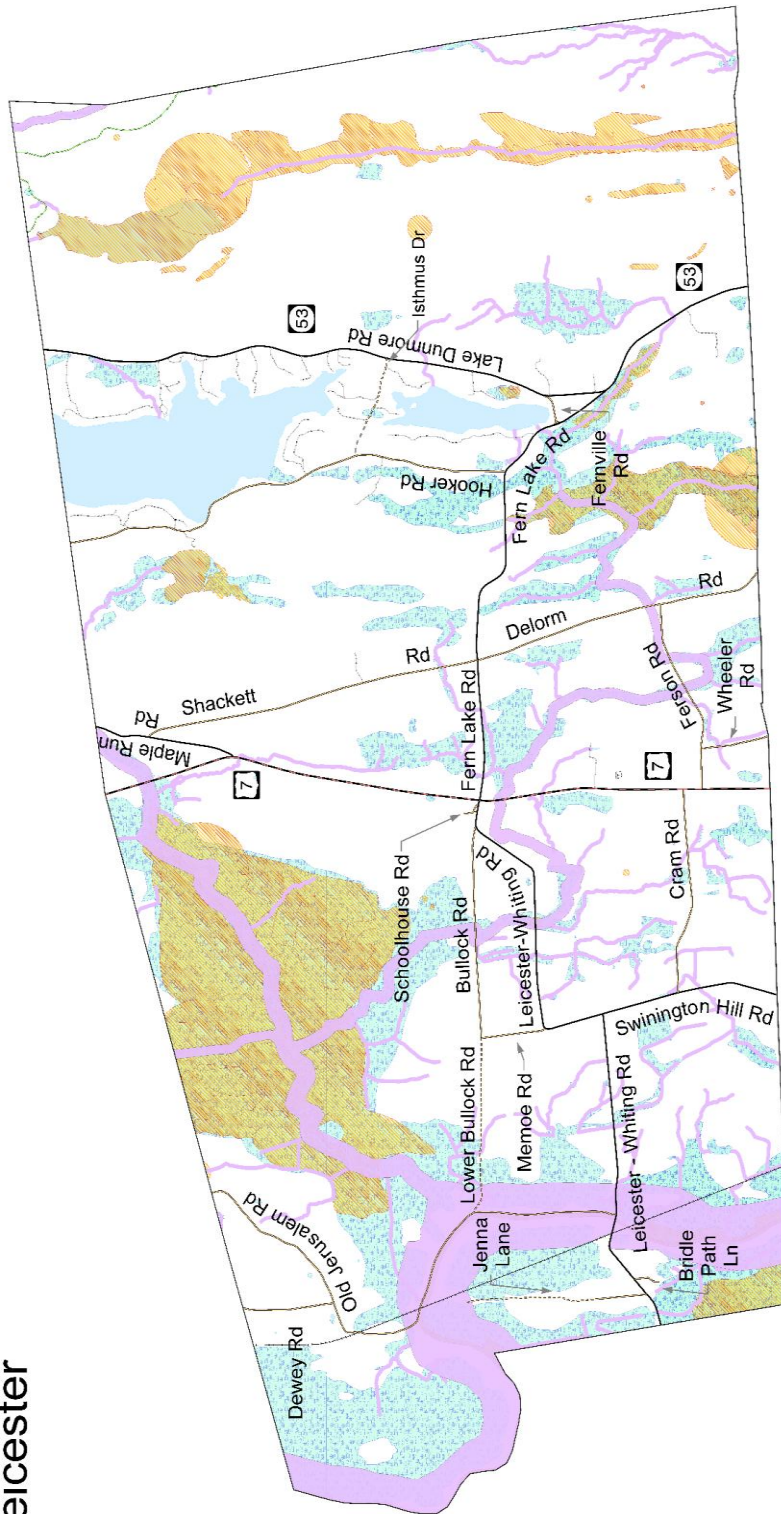 eicester
Dewey Rd
Old Jerusalem Rd
Jenna
Lane
Lower Bullock Rd
Memoe Rd
Leicester - Whiting Rd
Bridle
Path
Ln
Swinington Hill Rd
Cram Rd
Leicester-Whiting Rd
Bullock Rd
Schoolhouse Rd
7
7
Maple Run
Rd
Shackett
Rd
Fern Lake Rd
Delorm
Rd
Ferson Rd
Wheeler
Rd
Hooker Rd
Fern Lake Rd
Fernville
Rd
Lake Dunmore Rd
Isthmus Dr
53
53